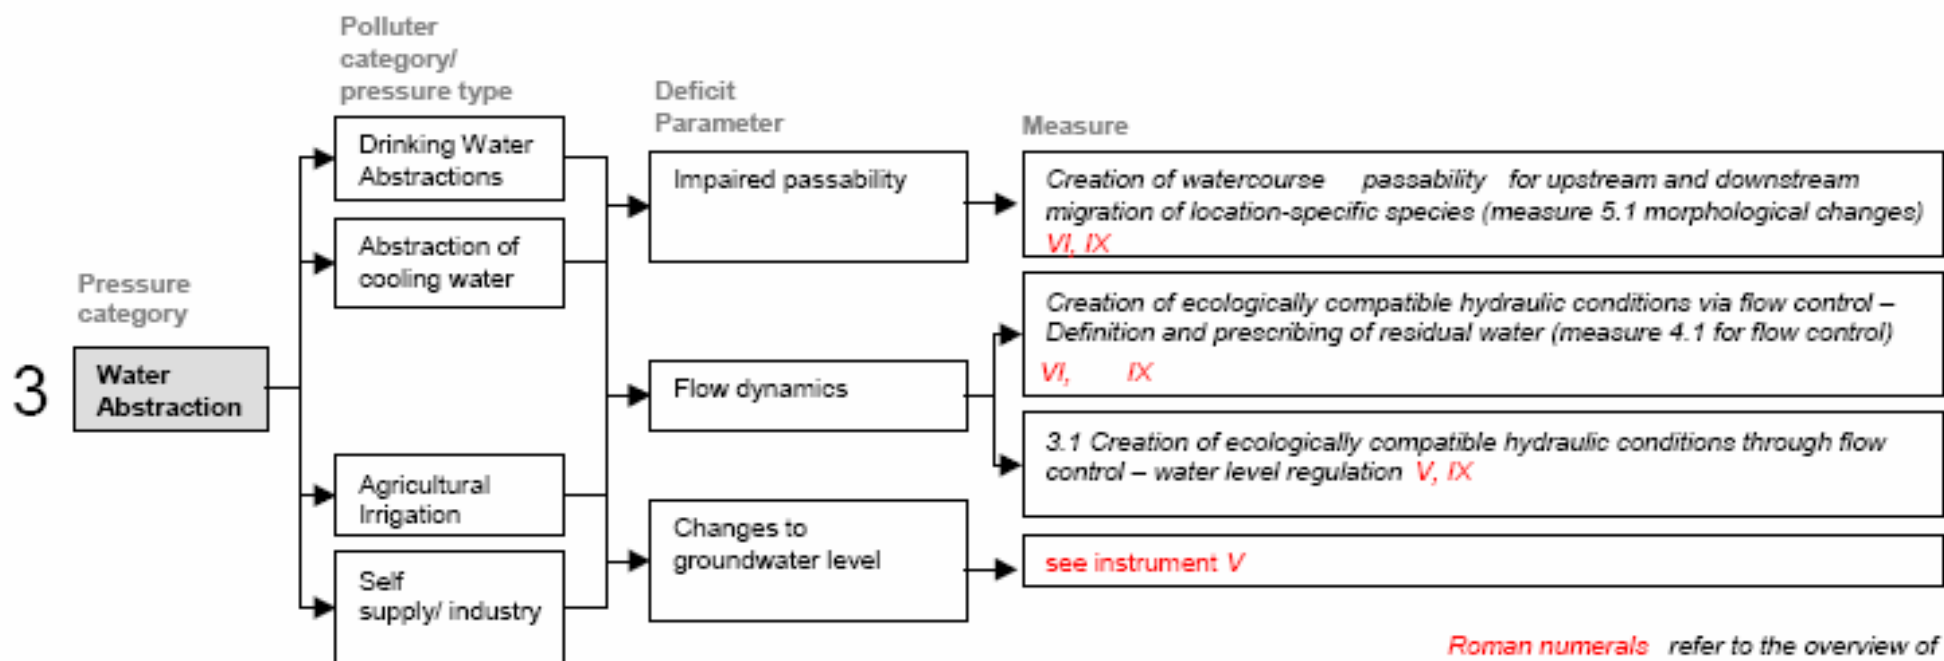 Polluter
category/
pressure type
Deficit
Parameter
Measure
Pressure
category
3
Water
Abstraction
Drinking Water
Abstractions
Abstraction of
cooling water
Agricultural
Irrigation
Self
supply/ industry
Impaired passability
Flow dynamics
Changes to
groundwater level
Creation of watercourse passability for upstream and downstream
migration of location-specific species (measure 5.1 morphological changes)
VI, IX
Creation of ecologically compatible hydraulic conditions via flow control –
Definition and prescribing of residual water (measure 4.1 for flow control)
VI, IX
3.1 Creation of ecologically compatible hydraulic conditions through flow
control – water level regulation V, IX
see instrument V
Roman numerals refer to the overview of